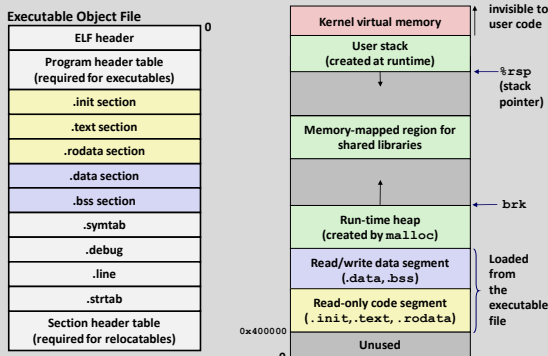 Executable Object File
0
ELF header
Program header table
(required for executables)
.init section
.text section
.rodata section
.data section
.bss section
.symtab
.debug
.line
.strtab
Section header table
(required for relocatables)
Kernel virtual memory
invisible to
user code
User stack
(created at runtime)
%rsp
(stack
pointer)
Memory-mapped region for
shared libraries
brk
Run-time heap
(created by malloc)
Read/write data segment
(.data, .bss)
Read-only code segment
(.init, .text, .rodata)
Loaded
from
the
executable
file
0x400000
Unused
0